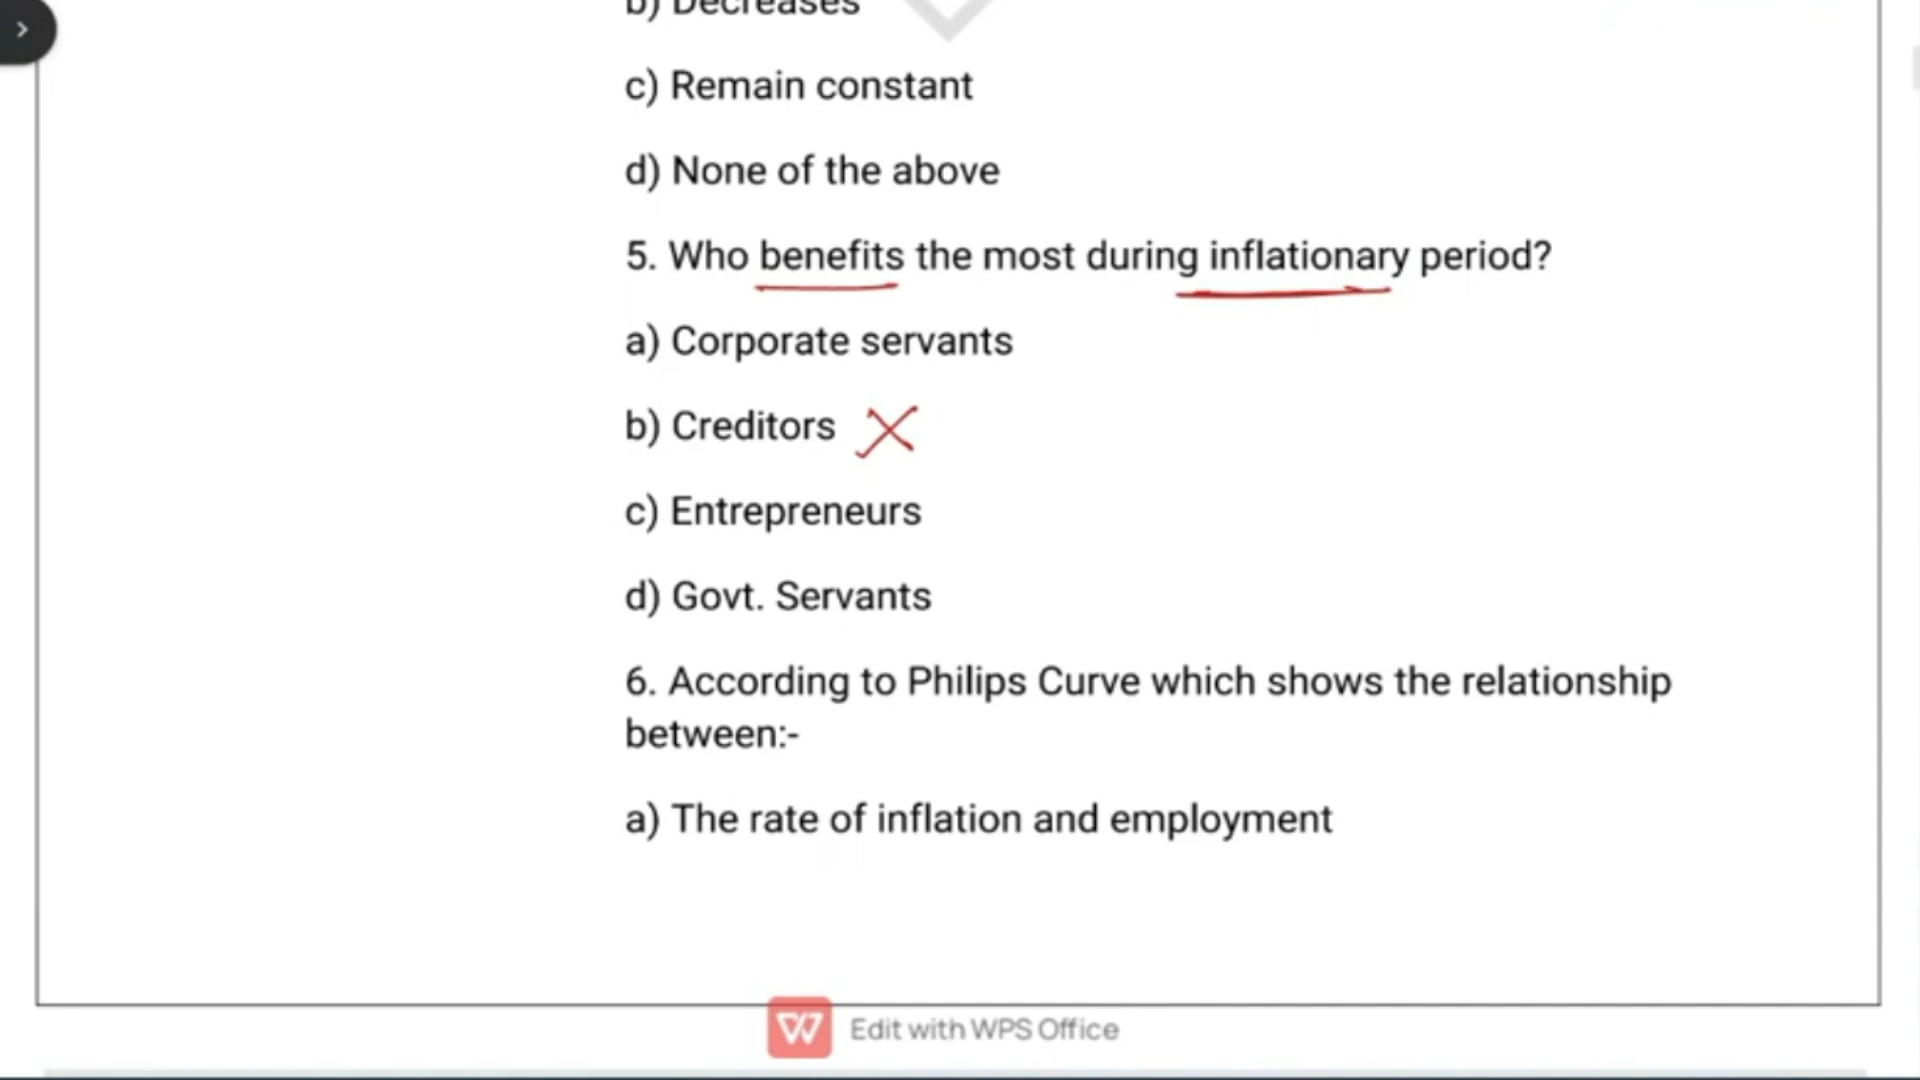 b) Decreases
c) Remain constant
d) None of the above
5. Who benefits the most during inflationary period?
a) Corporate servants
b) Creditors
c) Entrepreneurs
d) Govt. Servants
6. According to Philips Curve which shows the relationship
between:-
a) The rate of inflation and employment
Edit with WPS Office